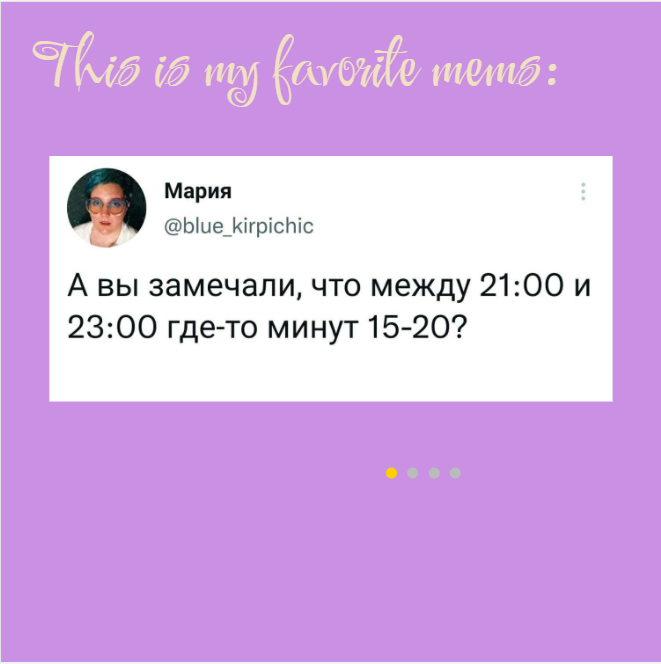 This is my favorite mems:
Мария
@blue_kirpichic
А вы замечали, что между 21:00 и
23:00 где-то минут 15-20?